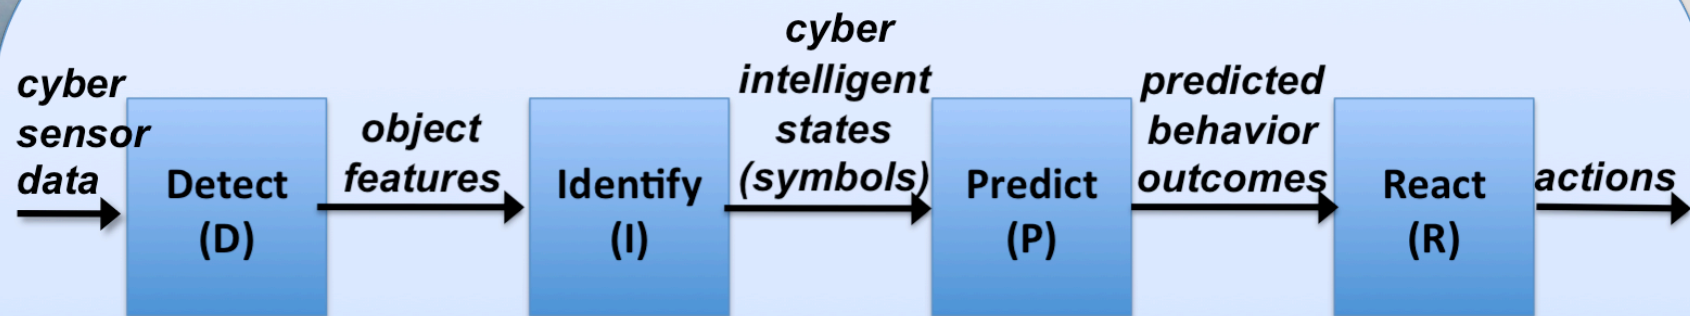 cyber
sensor
data
Detect
(D)
object
features
Identify
(I)
cyber
intelligent
states
(symbols)
Predict
(P)
predicted
behavior
outcomes
React
(R)
actions